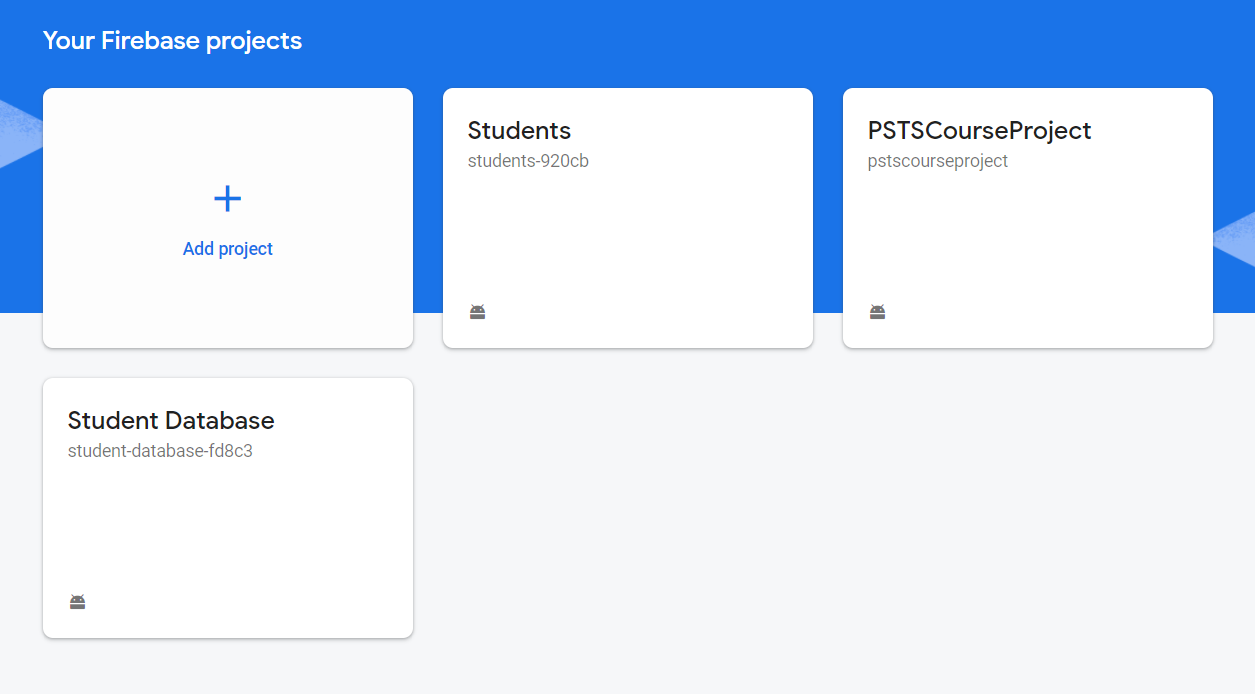 Your Firebase projects
Add project
Students
students-920cb
PSTSCourseProject
pstscourseproject
Student Database
student-database-fd8c3